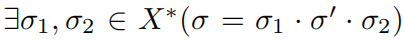 ∃σ₁, σ₂ ∈ X*(σ = σ₁ · σ′ · σ₂)